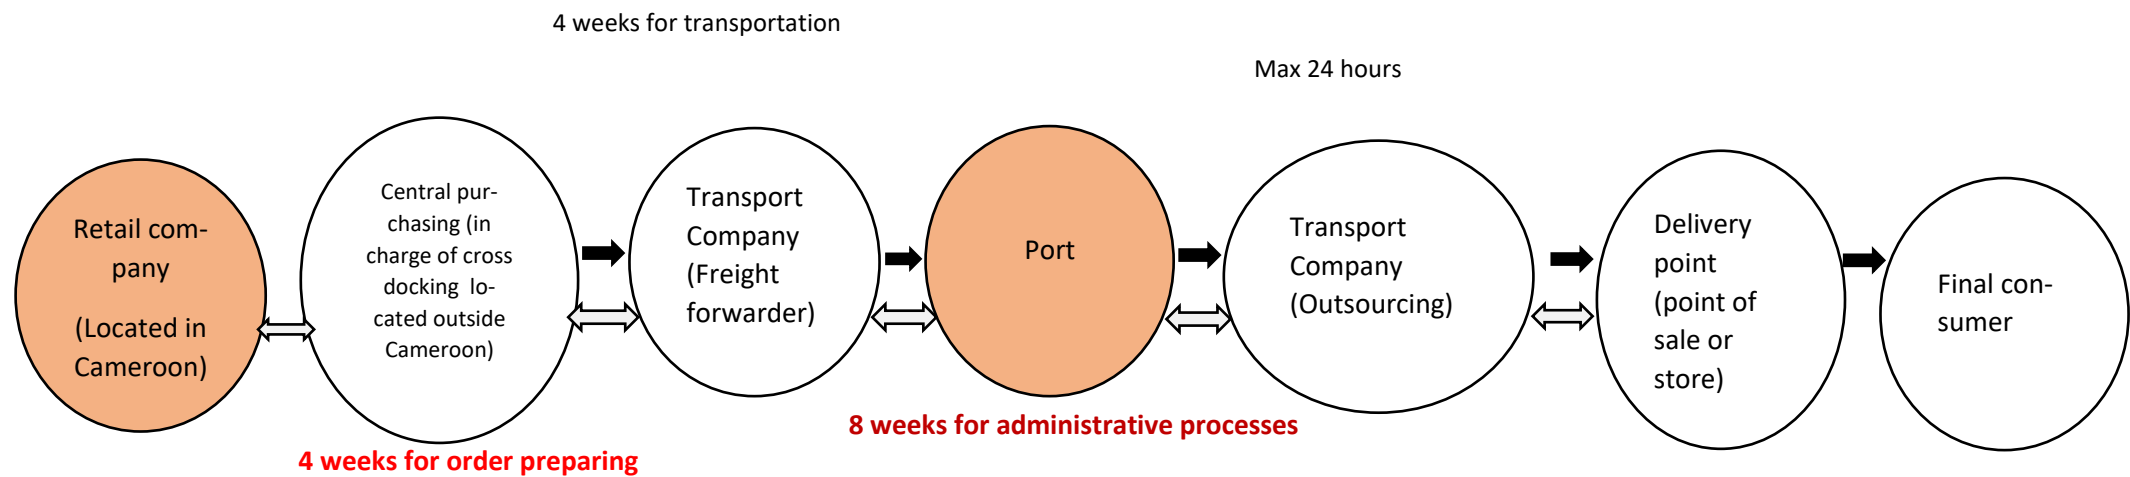 4 weeks for transportation
Max 24 hours
Retail com-
pany
(Located in
Cameroon)
Central pur-
chasing (in
charge of cross
docking lo-
cated outside
Cameroon)
Transport
Company
(Freight
forwarder)
Port
Transport
Company
(Outsourcing)
Delivery
point
(point of
sale or
store)
Final con-
sumer
8 weeks for administrative processes
4 weeks for order preparing